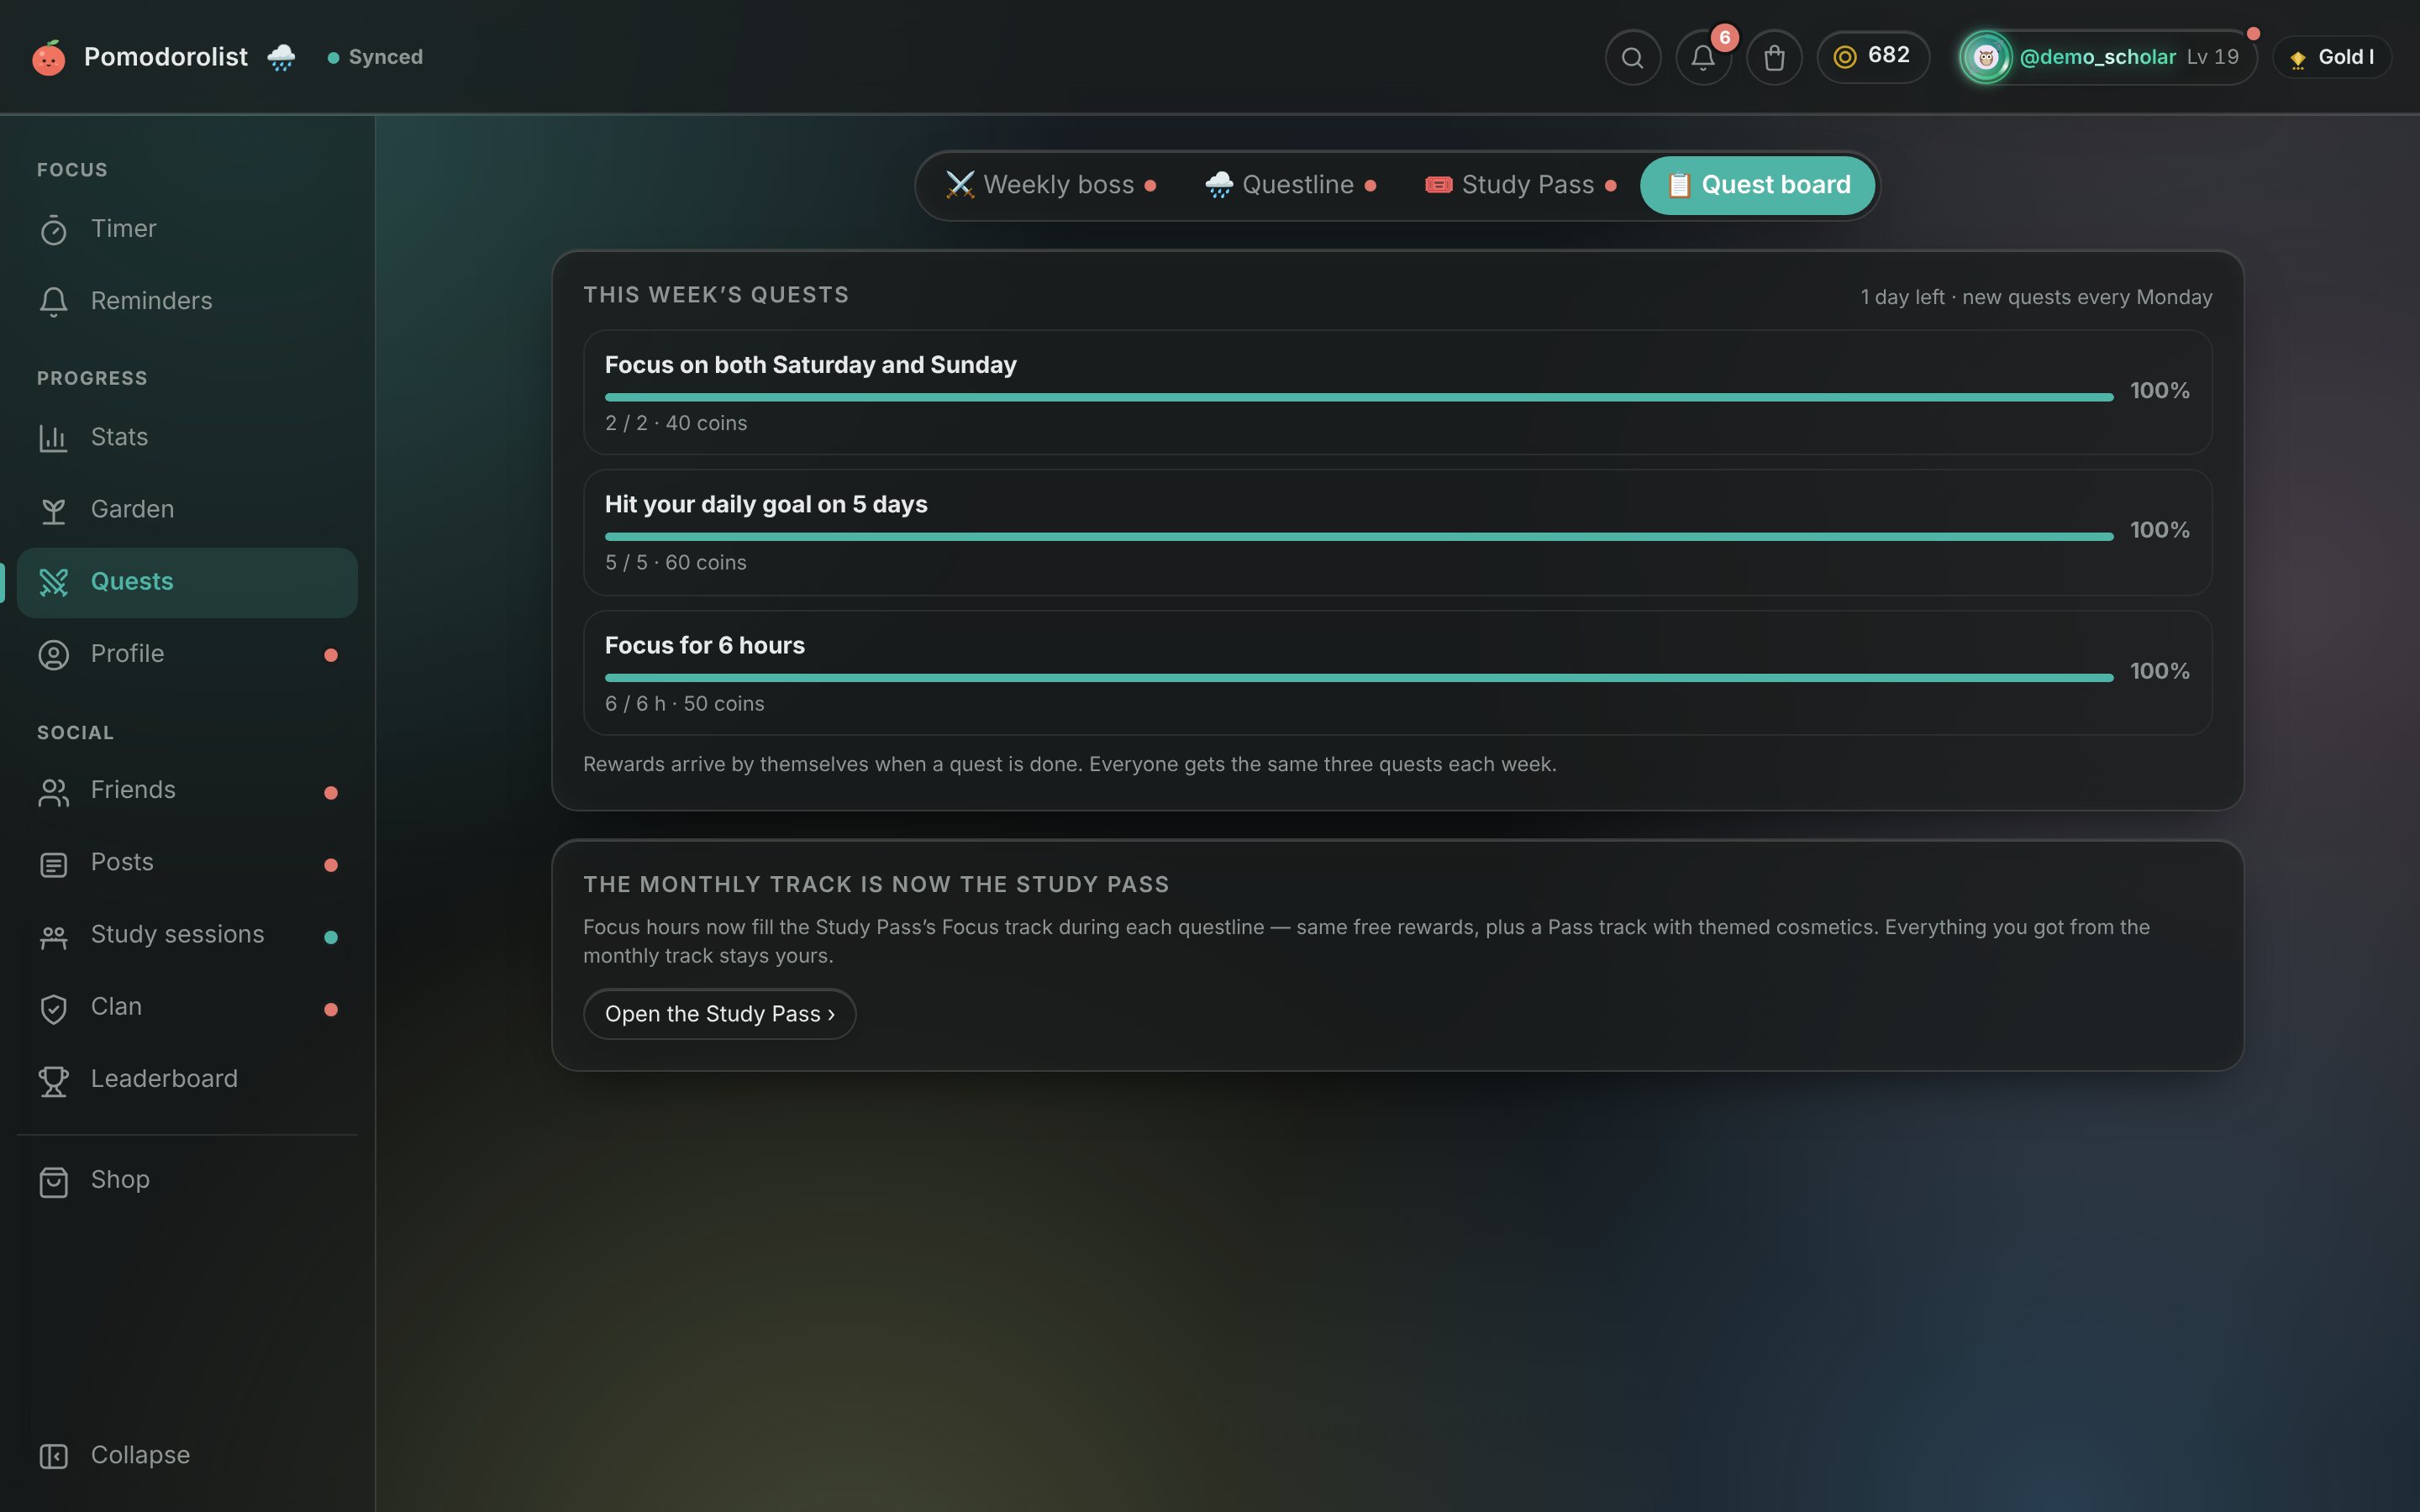 Pomodorolist
Synced
6
682
@demo_scholar Lv 19
Gold I
FOCUS
Timer
Reminders
PROGRESS
Stats
Garden
Quests
Profile
SOCIAL
Friends
Posts
Study sessions
Clan
Leaderboard
Shop
Collapse
Weekly boss
Questline
Study Pass
Quest board
THIS WEEK’S QUESTS
1 day left · new quests every Monday
Focus on both Saturday and Sunday
100%
2 / 2 · 40 coins
Hit your daily goal on 5 days
100%
5 / 5 · 60 coins
Focus for 6 hours
100%
6 / 6 h · 50 coins
Rewards arrive by themselves when a quest is done. Everyone gets the same three quests each week.
THE MONTHLY TRACK IS NOW THE STUDY PASS
Focus hours now fill the Study Pass’s Focus track during each questline — same free rewards, plus a Pass track with themed cosmetics. Everything you got from the
monthly track stays yours.
Open the Study Pass ›